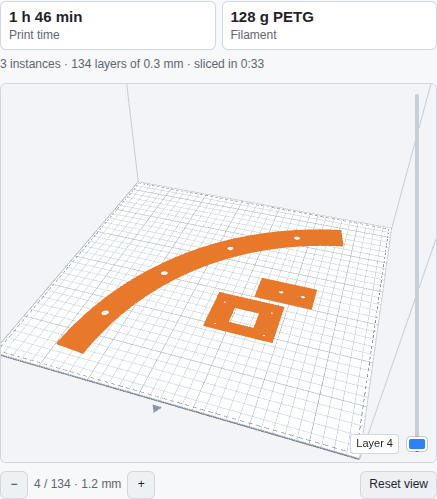 1 h 46 min
Print time
128 g PETG
Filament
3 instances · 134 layers of 0.3 mm · sliced in 0:33
Layer 4
− 4 / 134 · 1.2 mm +
Reset view